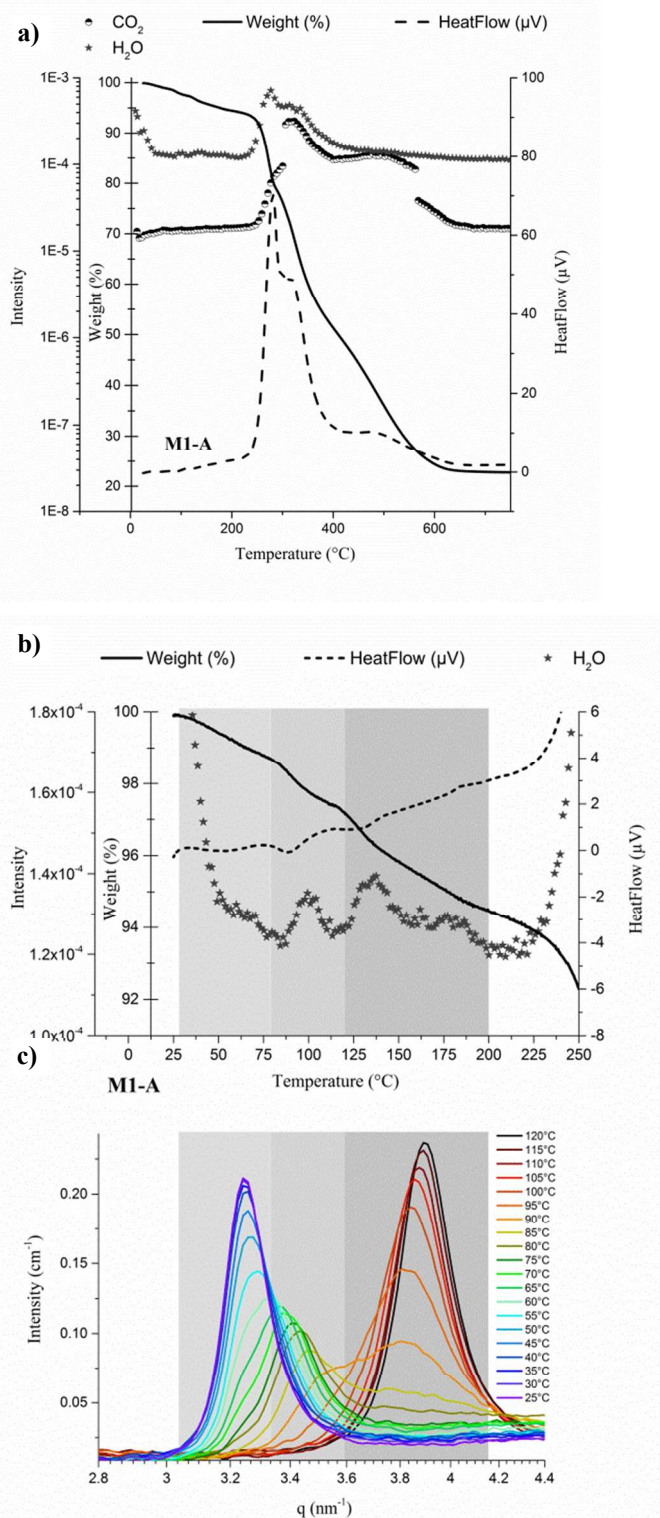 a)
CO2 Weight (%) HeatFlow (µV)
H2O
1E-3
1E-4
1E-5
1E-6
1E-7
1E-8
Intensity
100
90
80
70
60
50
40
30
20
Weight (%)
100
80
60
40
20
0
HeatFlow (µV)
M1-A
0 200 400 600
Temperature (°C)
b)
Weight (%) HeatFlow (µV) H2O
1.8x10-4
1.6x10-4
1.4x10-4
1.2x10-4
1.0x10-4
Intensity
100
98
96
94
92
Weight (%)
6
4
2
0
-2
-4
-6
-8
HeatFlow (µV)
0 25 50 75 100 125 150 175 200 225 250
Temperature (°C)
c)
M1-A
0.20
0.15
0.10
0.05
Intensity (cm-1)
120°C
115°C
110°C
105°C
100°C
95°C
90°C
85°C
80°C
75°C
70°C
65°C
60°C
55°C
50°C
45°C
40°C
35°C
30°C
25°C
2.8 3 3.2 3.4 3.6 3.8 4 4.2 4.4
q (nm-1)